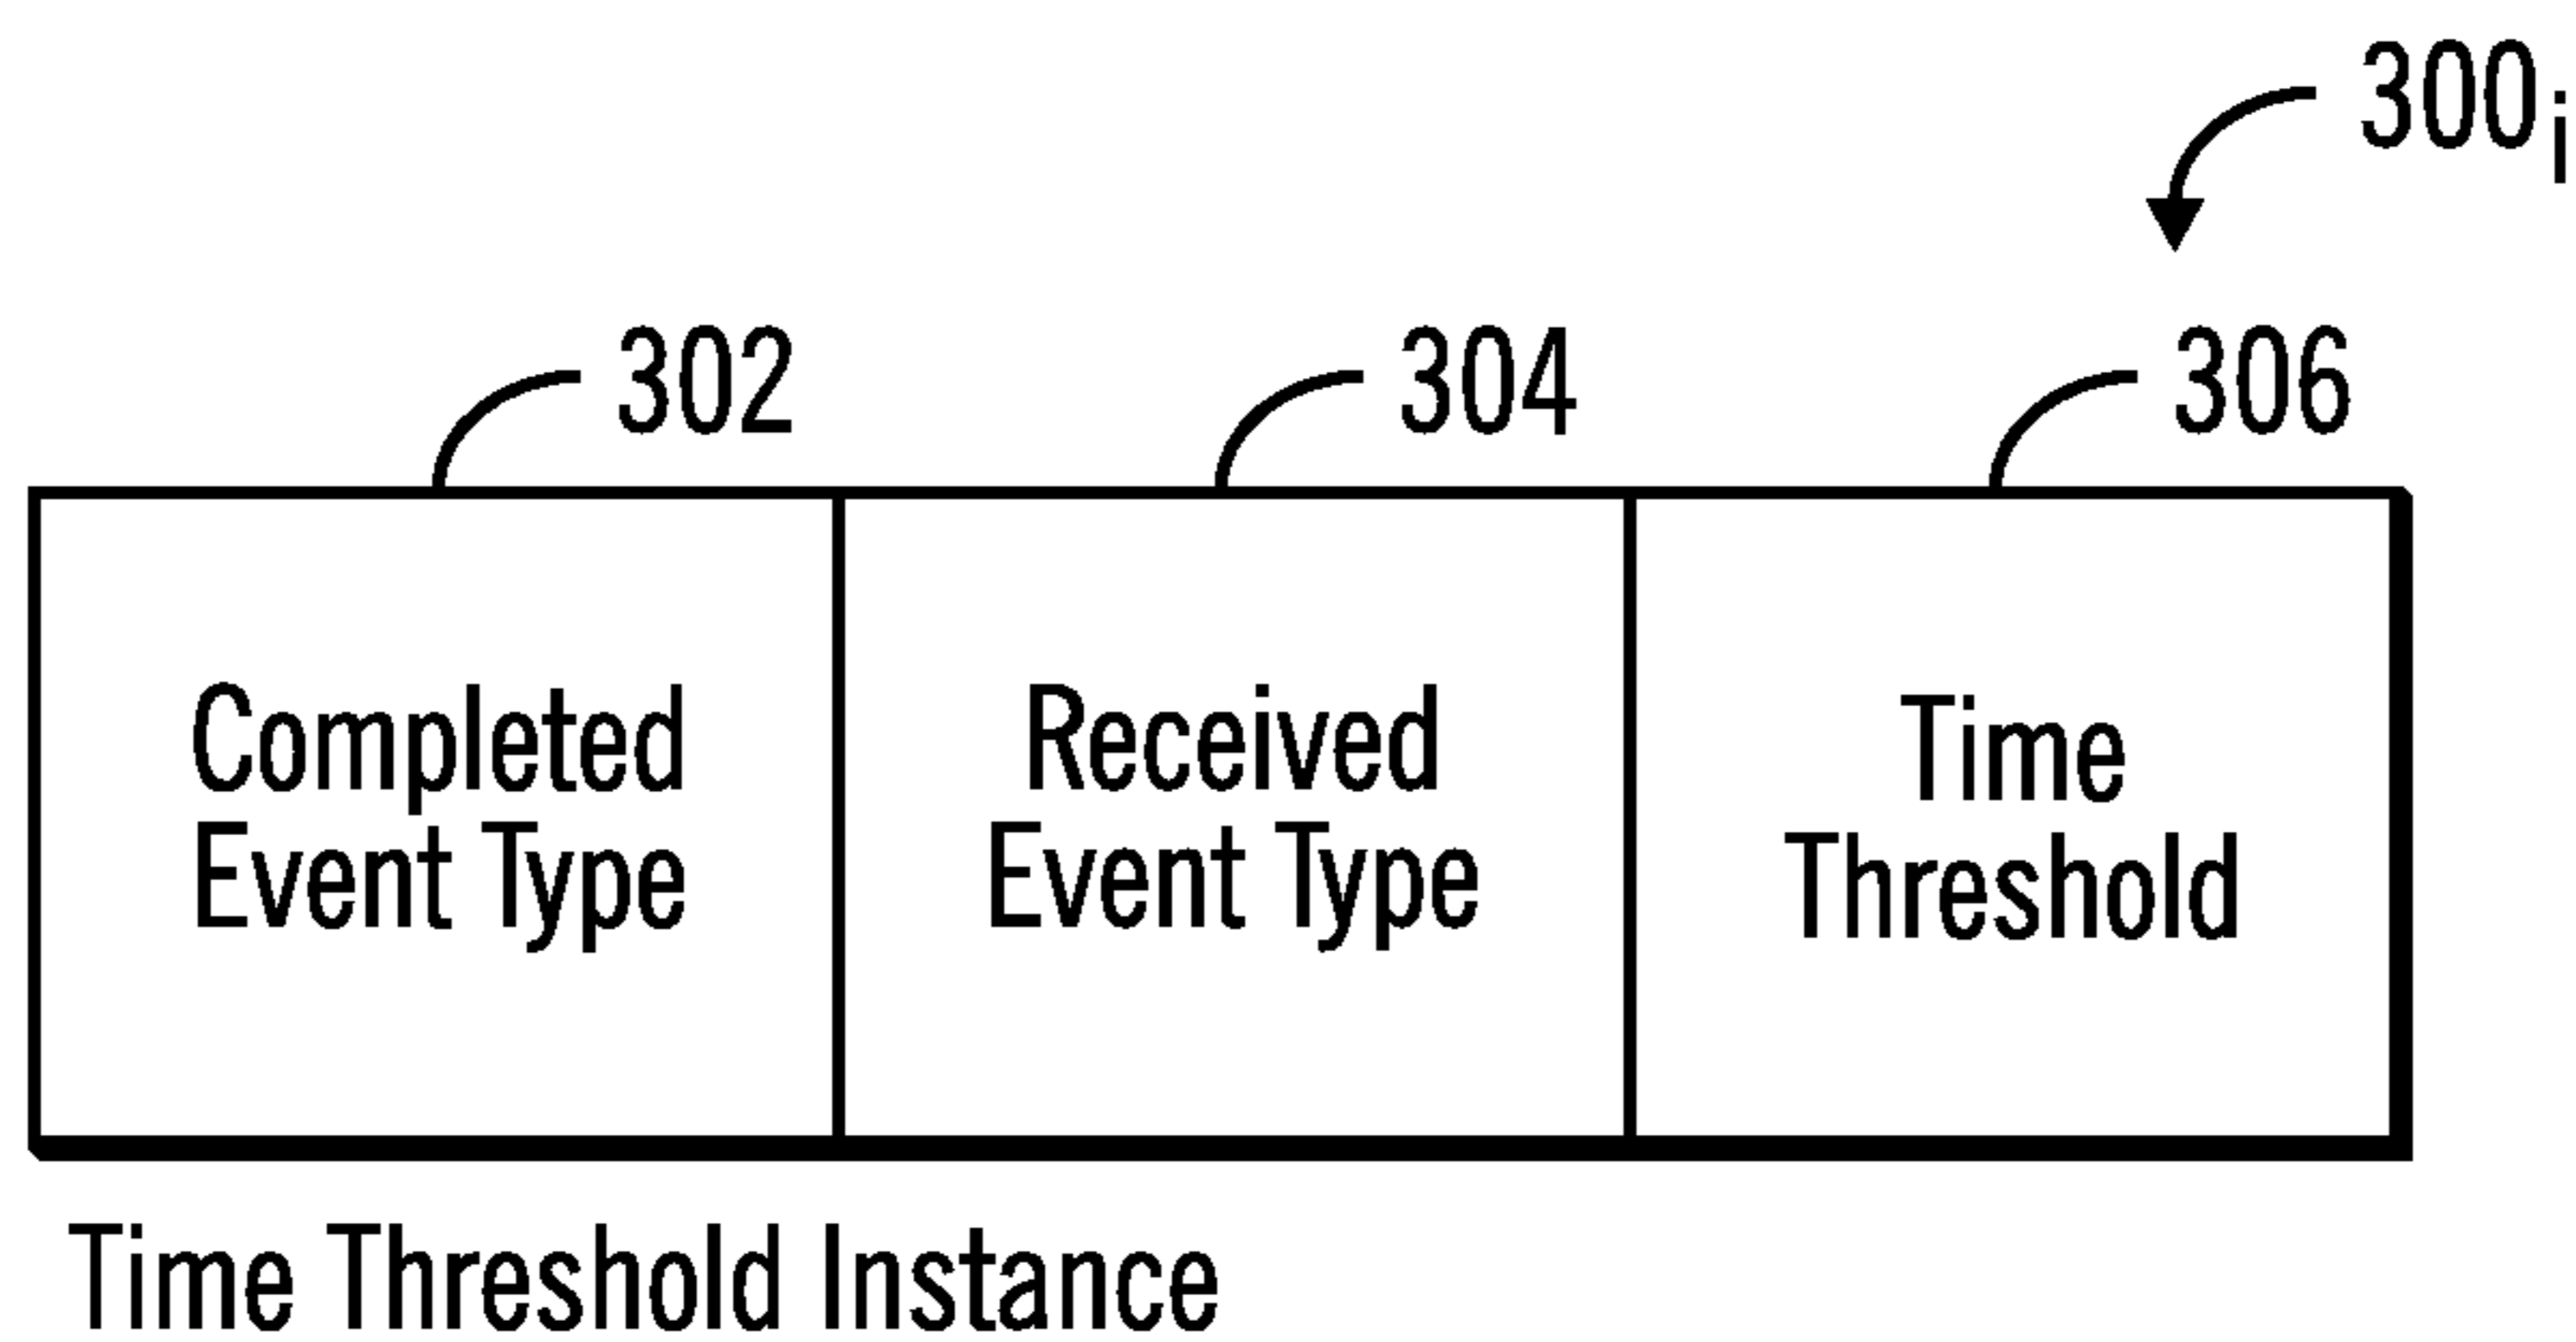 300i
302
304
306
Completed
Event Type
Received
Event Type
Time
Threshold
Time Threshold Instance